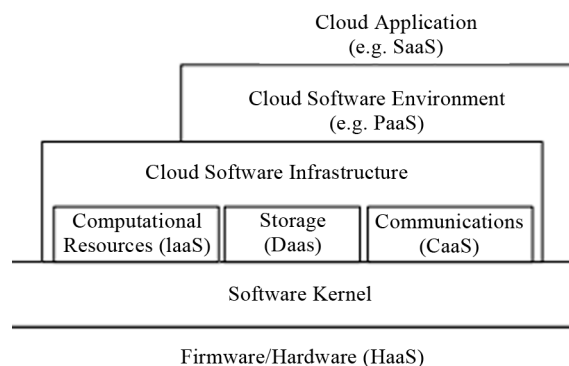 Cloud Application
(e.g. SaaS)
Cloud Software Environment
(e.g. PaaS)
Cloud Software Infrastructure
Computational
Resources (laaS)
Storage
(Daas)
Communications
(CaaS)
Software Kernel
Firmware/Hardware (HaaS)